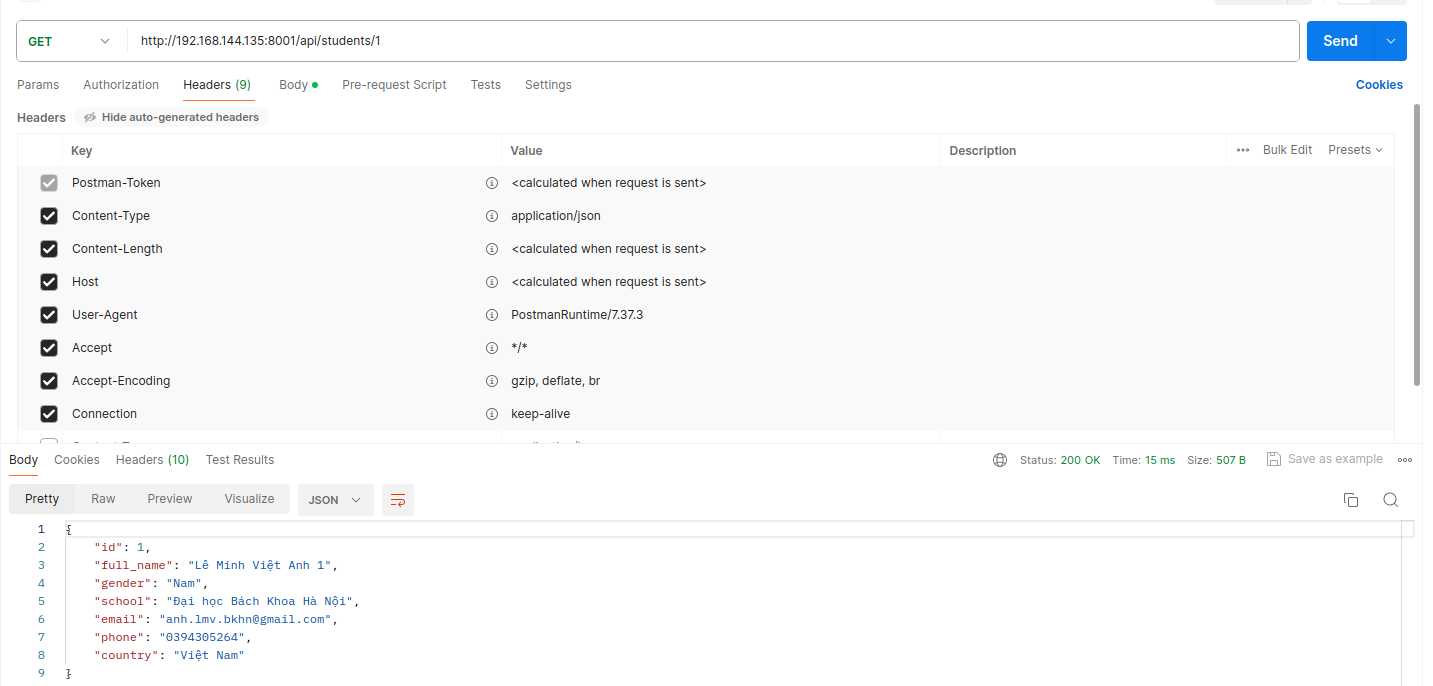 GET http://192.168.144.135:8001/api/students/1 Send
Params Authorization Headers (9) Body Pre-request Script Tests Settings Cookies
Headers Hide auto-generated headers
Key Value Description Bulk Edit Presets
Postman-Token <calculated when request is sent>
Content-Type application/json
Content-Length <calculated when request is sent>
Host <calculated when request is sent>
User-Agent PostmanRuntime/7.37.3
Accept */*
Accept-Encoding gzip, deflate, br
Connection keep-alive
Body Cookies Headers (10) Test Results Status: 200 OK Time: 15 ms Size: 507 B Save as example
Pretty Raw Preview Visualize JSON
1 {
2 "id": 1,
3 "full_name": "Lê Minh Việt Anh 1",
4 "gender": "Nam",
5 "school": "Đại học Bách Khoa Hà Nội",
6 "email": "anh.lmv.bkhn@gmail.com",
7 "phone": "0394305264",
8 "country": "Việt Nam"
9 }